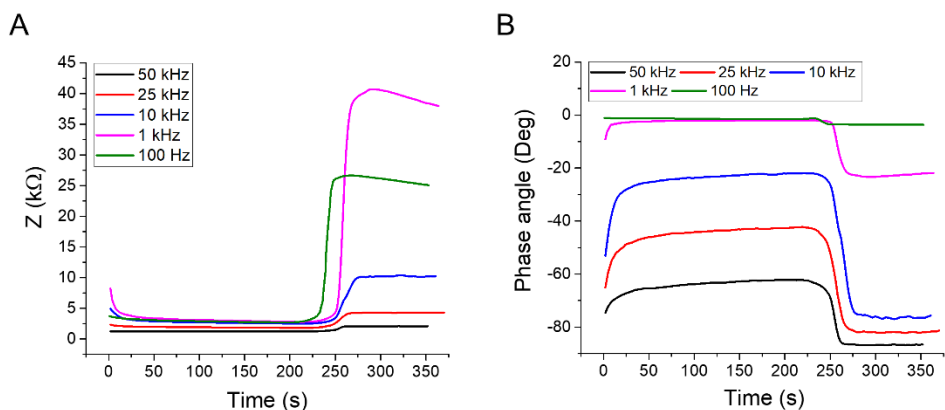 A
45
40
35
30
25
20
15
10
5
0
Z (kΩ)
50 kHz
25 kHz
10 kHz
1 kHz
100 Hz
0 50 100 150 200 250 300 350
Time (s)
B
20
0
-20
-40
-60
-80
Phase angle (Deg)
50 kHz 25 kHz 10 kHz
1 kHz 100 Hz
0 50 100 150 200 250 300 350
Time (s)